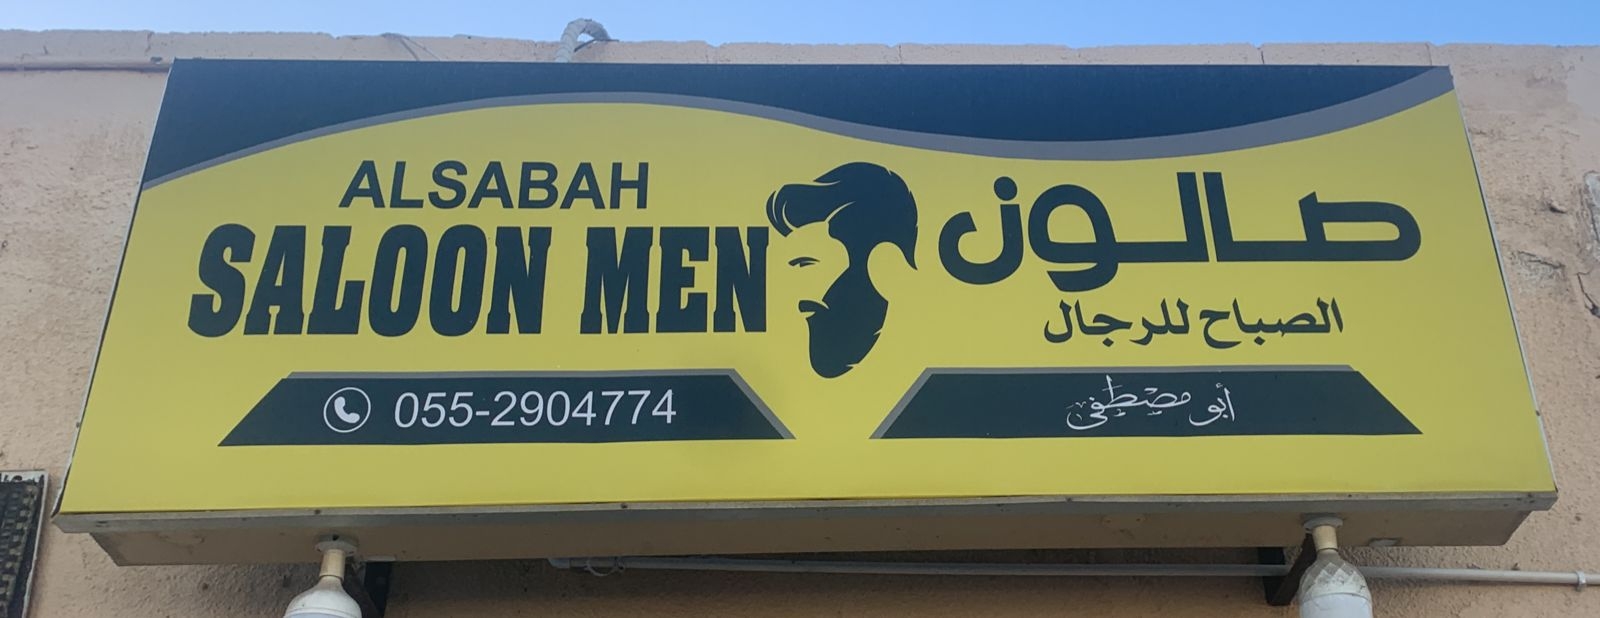 ALSABAH
SALOON MEN
055-2904774
صالون
الصباح للرجال
أبو مصطفى